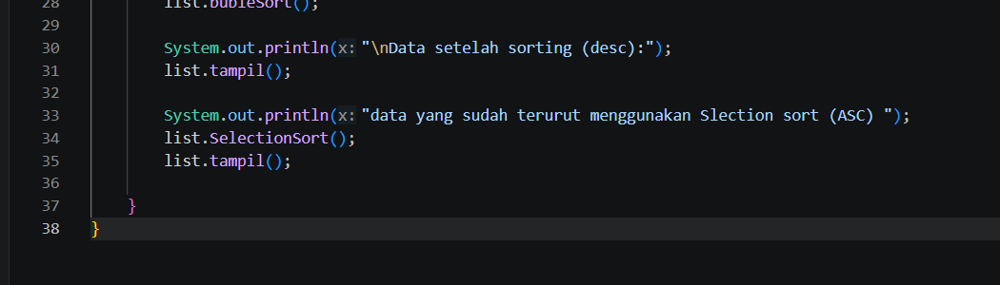 28 list.bubleSort();
29
30 System.out.println(x: "\nData setelah sorting (desc):");
31 list.tampil();
32
33 System.out.println(x: "data yang sudah terurut menggunakan Slection sort (ASC) ");
34 list.SelectionSort();
35 list.tampil();
36
37 }
38 }